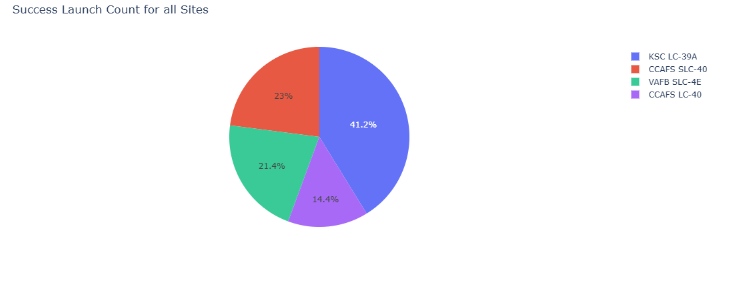 Success Launch Count for all Sites
KSC LC-39A
CCAFS SLC-40
VAFB SLC-4E
CCAFS LC-40
23%
41.2%
21.4%
14.4%